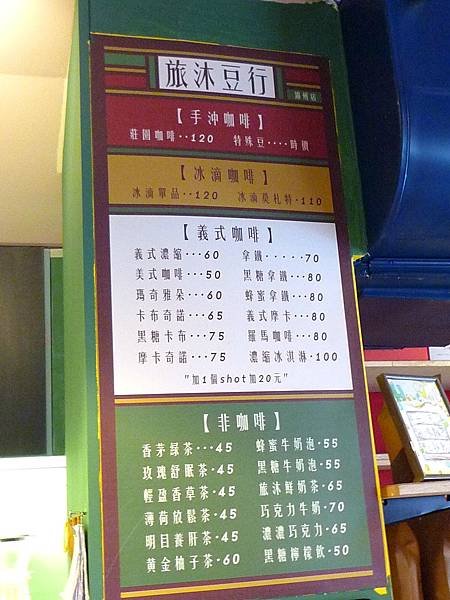 旅沐豆行
錦州店
【手沖咖啡】
莊園咖啡··120 特殊豆····時價
【冰滴咖啡】
冰滴單品··120 冰滴莫札特·110
【義式咖啡】
義式濃縮···60 拿鐵·····70
美式咖啡···50 黑糖拿鐵···80
瑪奇雅朵···60 蜂蜜拿鐵···80
卡布奇諾···65 義式摩卡···80
黑糖卡布···75 羅馬咖啡···80
摩卡奇諾···75 濃縮冰淇淋·100
"加1個shot加20元"
【非咖啡】
香茅綠茶···45 蜂蜜牛奶泡·55
玫瑰舒眠茶·45 黑糖牛奶泡·55
輕盈香草茶·45 旅沐鮮奶茶·65
薄荷放鬆茶·45 巧克力牛奶·70
明目養肝茶·45 濃濃巧克力·65
黃金柚子茶·60 黑糖檸檬飲·50